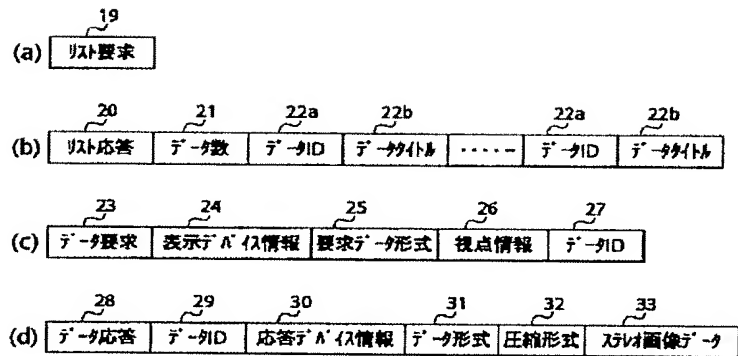 19
(a) リスト要求
20 21 22a 22b 22a 22b
(b) リスト応答 データ数 データID データタイトル ・・・・・− データID データタイトル
23 24 25 26 27
(c) データ要求 表示デバイス情報 要求データ形式 視点情報 データID
28 29 30 31 32 33
(d) データ応答 データID 応答デバイス情報 データ形式 圧縮形式 ステレオ画像データ